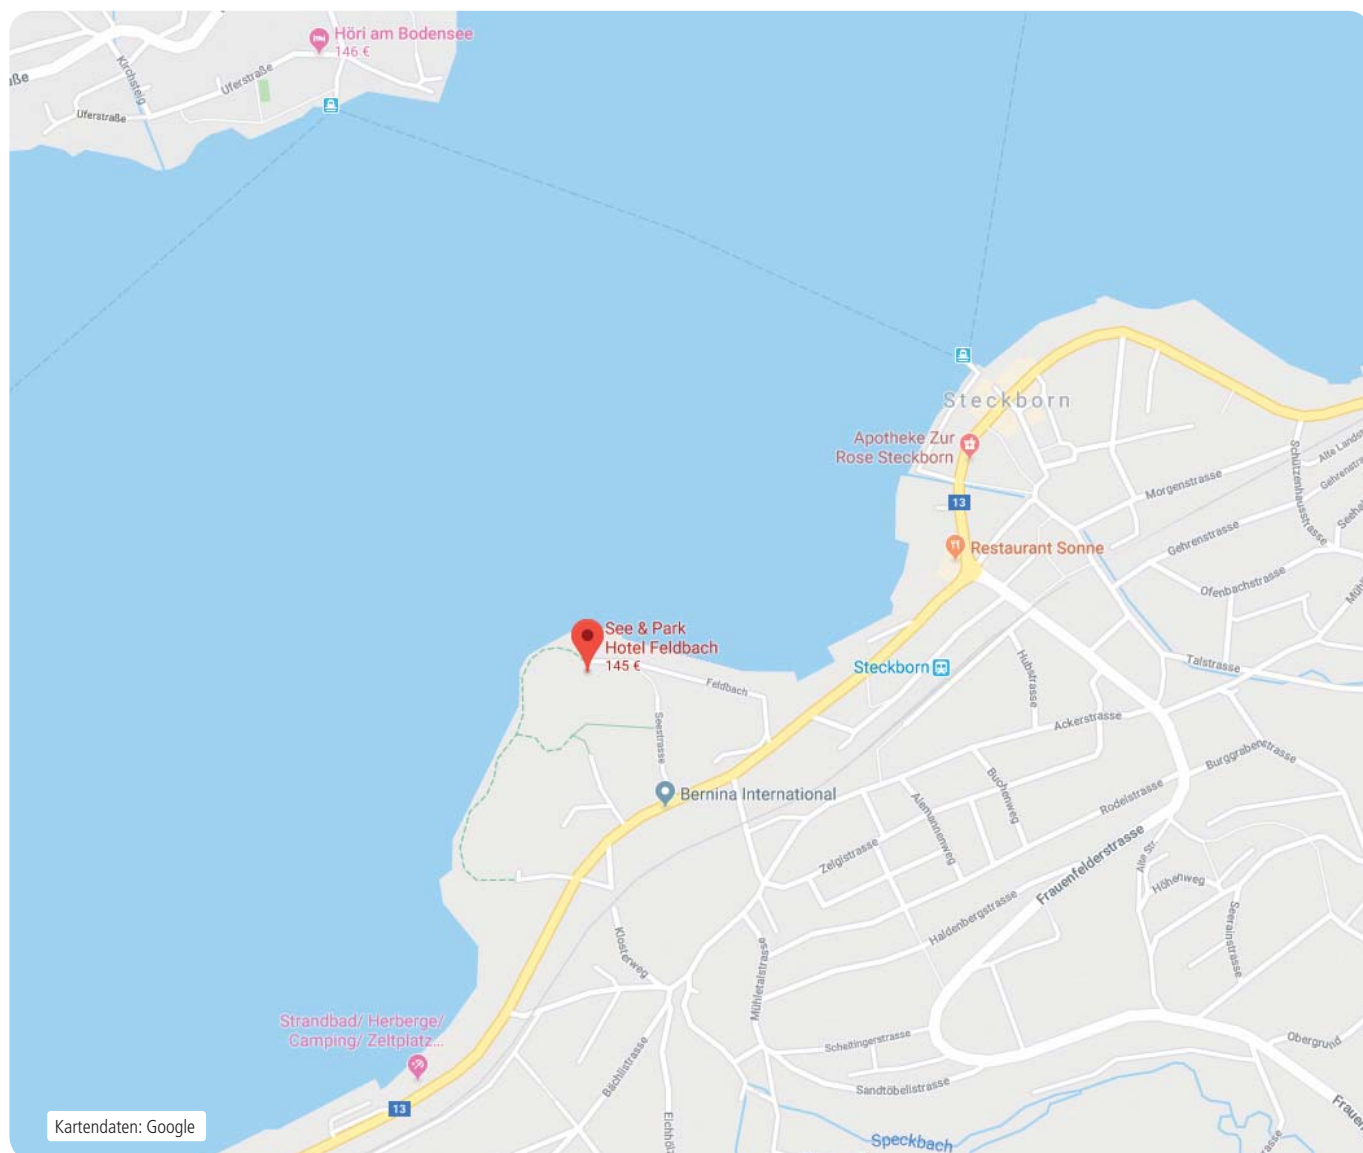 Höri am Bodensee
146 €
Kirchsteig
Uferstraße
Uferstraße
Steckborn
Apotheke Zur
Rose Steckborn
13
Restaurant Sonne
Morgenstrasse
Schützenhausstrasse
Gehrenstrasse
Ofenbachstrasse
See & Park
Hotel Feldbach
145 €
Feldbach
Seestrasse
Steckborn
Hubstrasse
Talstrasse
Ackerstrasse
Burggrabenstrasse
Buchenweg
Alemannenweg
Rodelstrasse
Bernina International
Zelglistrasse
Frauenfelderstrasse
Alte Str.
Höhenweg
Seerainstrasse
Haldenbergstrasse
Klosterweg
Mühletalstrasse
Strandbad/ Herberge/
Camping/ Zeltplatz...
Bächlistrasse
Scheitingerstrasse
Sandtöbelistrasse
Obergrund
13
Kartendaten: Google
Speckbach